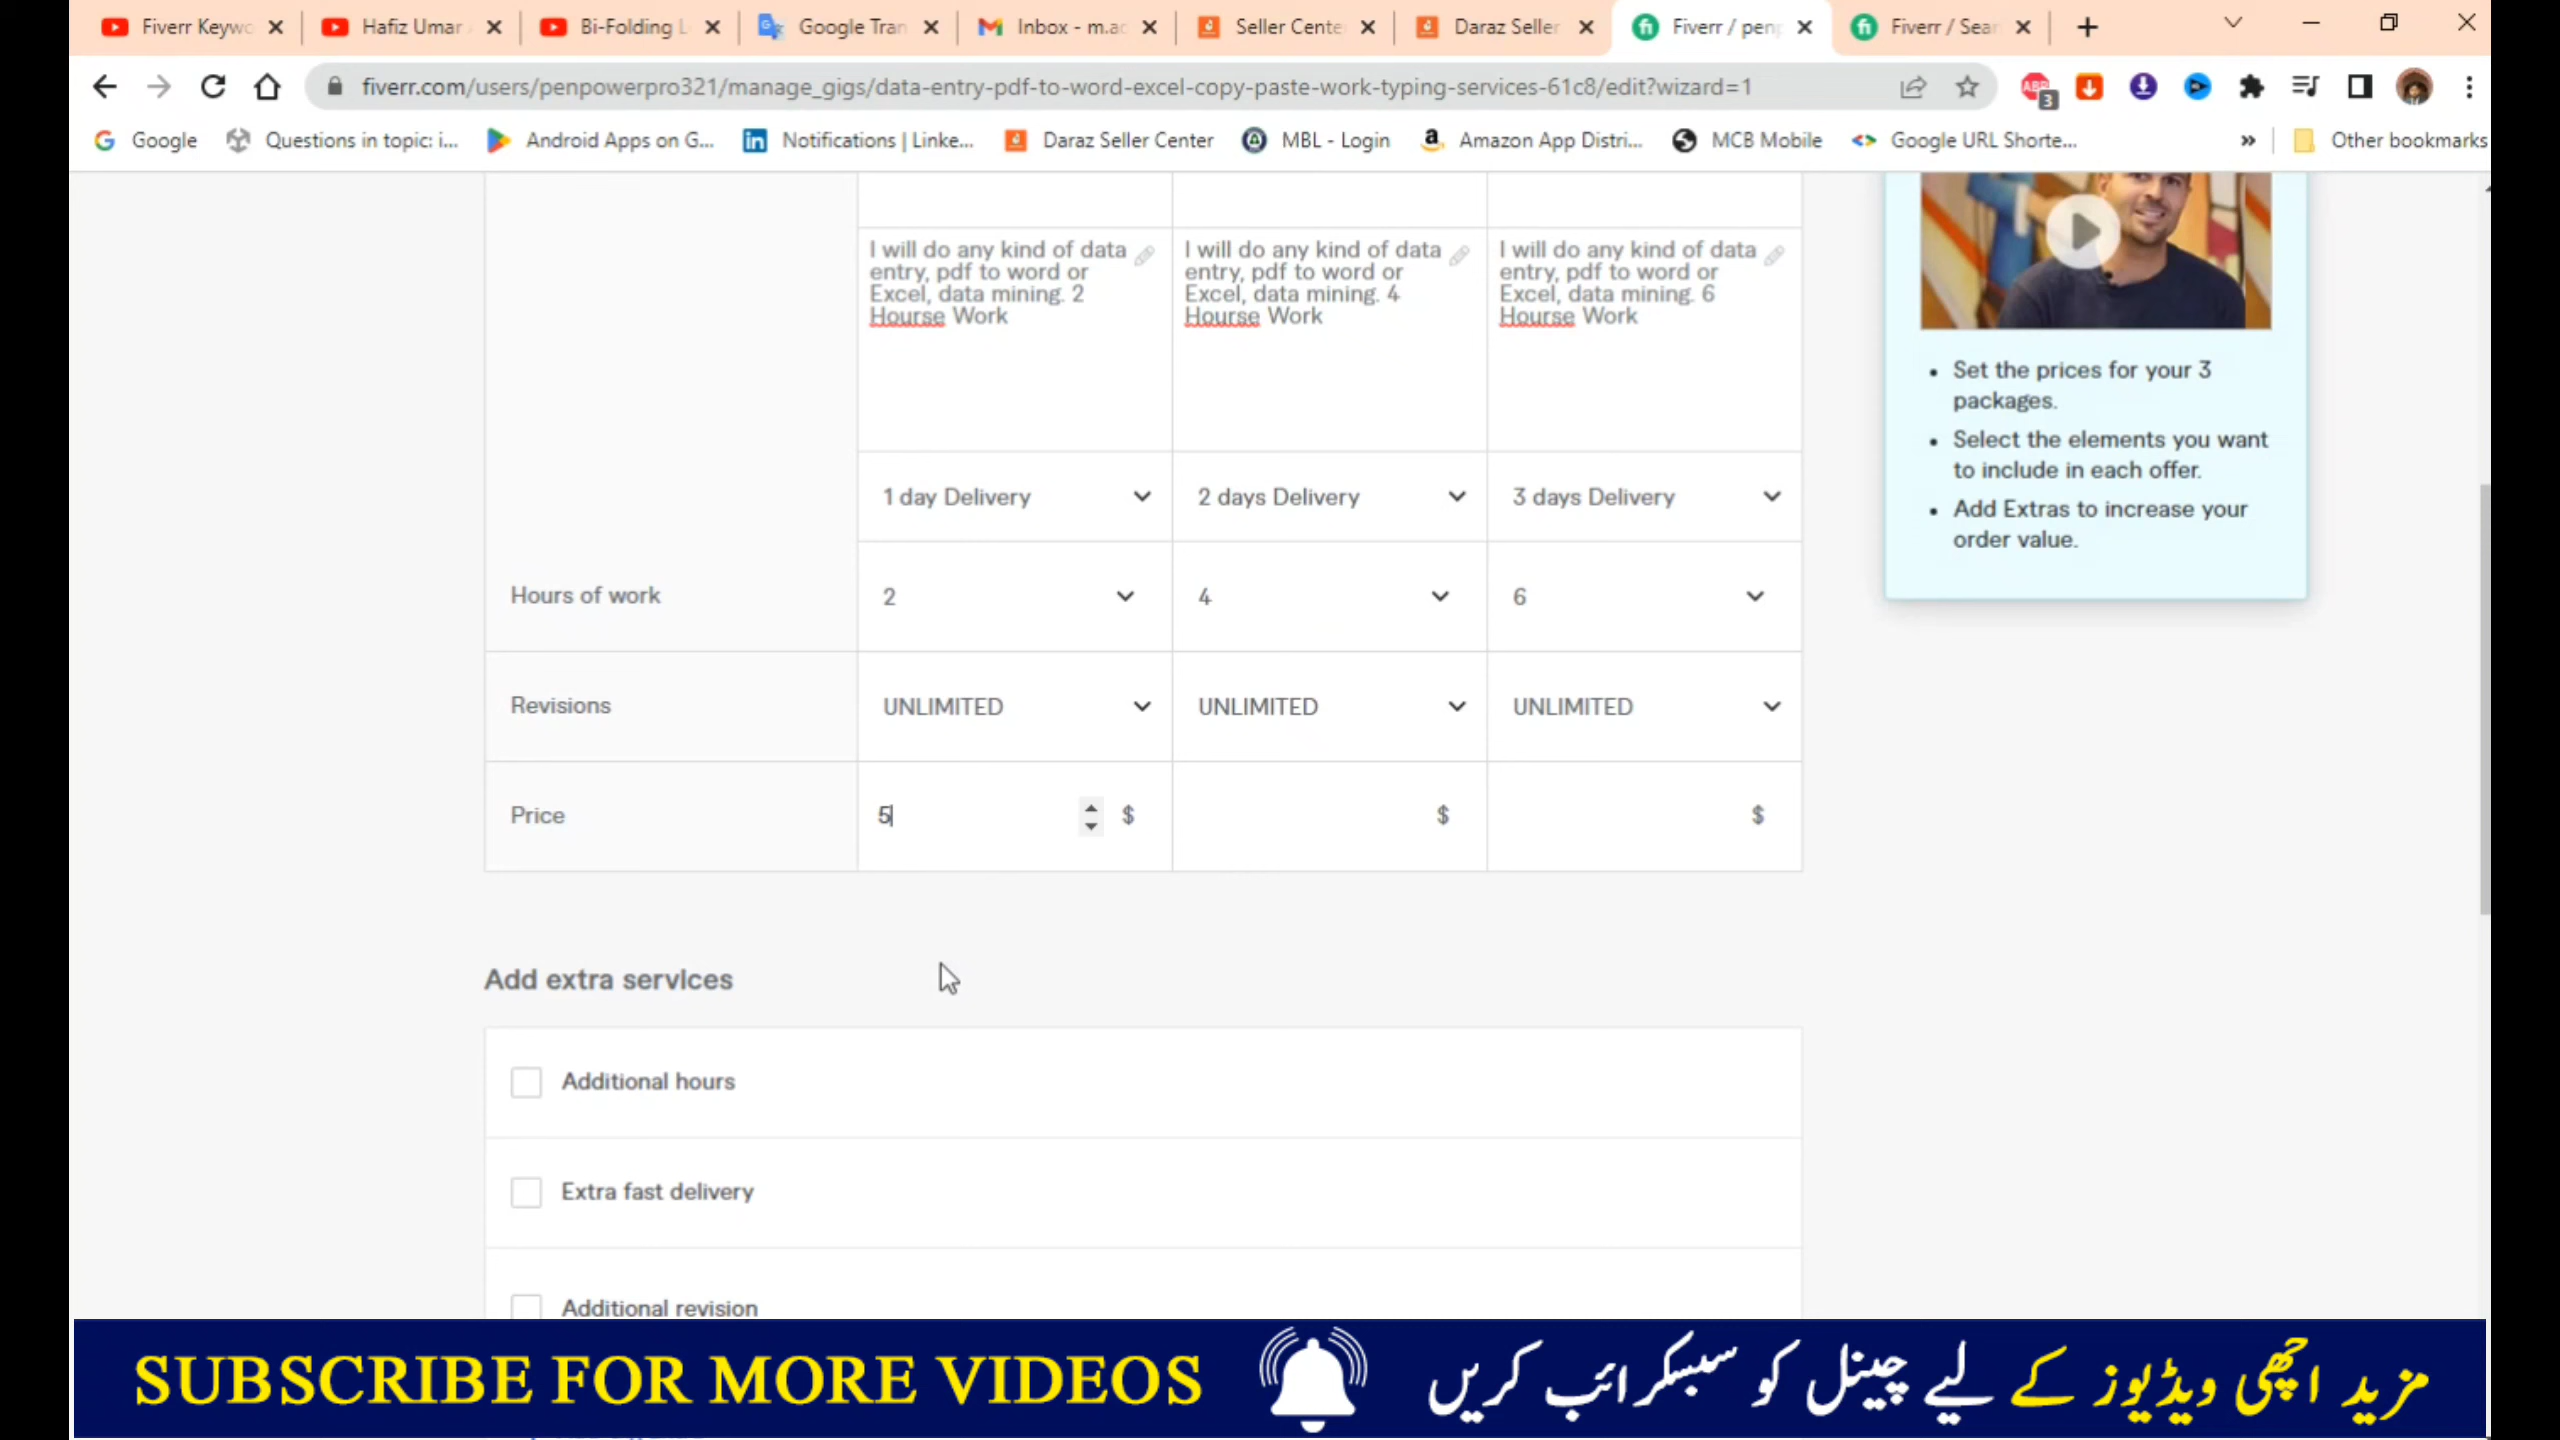 Fiverr Keywo
Hafiz Umar
Bi-Folding L
Google Tran
Inbox - m.ac
Seller Cente
Daraz Seller
Fiverr / pen
Fiverr / Sear
fiverr.com/users/penpowerpro321/manage_gigs/data-entry-pdf-to-word-excel-copy-paste-work-typing-services-61c8/edit?wizard=1
ABP
3
Google
Questions in topic: i...
Android Apps on G...
Notifications | Linke...
Daraz Seller Center
MBL - Login
Amazon App Distri...
MCB Mobile
Google URL Shorte...
Other bookmarks
I will do any kind of data
entry, pdf to word or
Excel, data mining. 2
Hourse Work
I will do any kind of data
entry, pdf to word or
Excel, data mining. 4
Hourse Work
I will do any kind of data
entry, pdf to word or
Excel, data mining. 6
Hourse Work
1 day Delivery
2 days Delivery
3 days Delivery
Hours of work
2
4
6
Revisions
UNLIMITED
UNLIMITED
UNLIMITED
Price
5
$
$
$
Set the prices for your 3
packages.
Select the elements you want
to include in each offer.
Add Extras to increase your
order value.
Add extra services
Additional hours
Extra fast delivery
Additional revision
SUBSCRIBE FOR MORE VIDEOS
مزید اچھی ویڈیوز کے لیے چینل کو سبسکرائب کریں